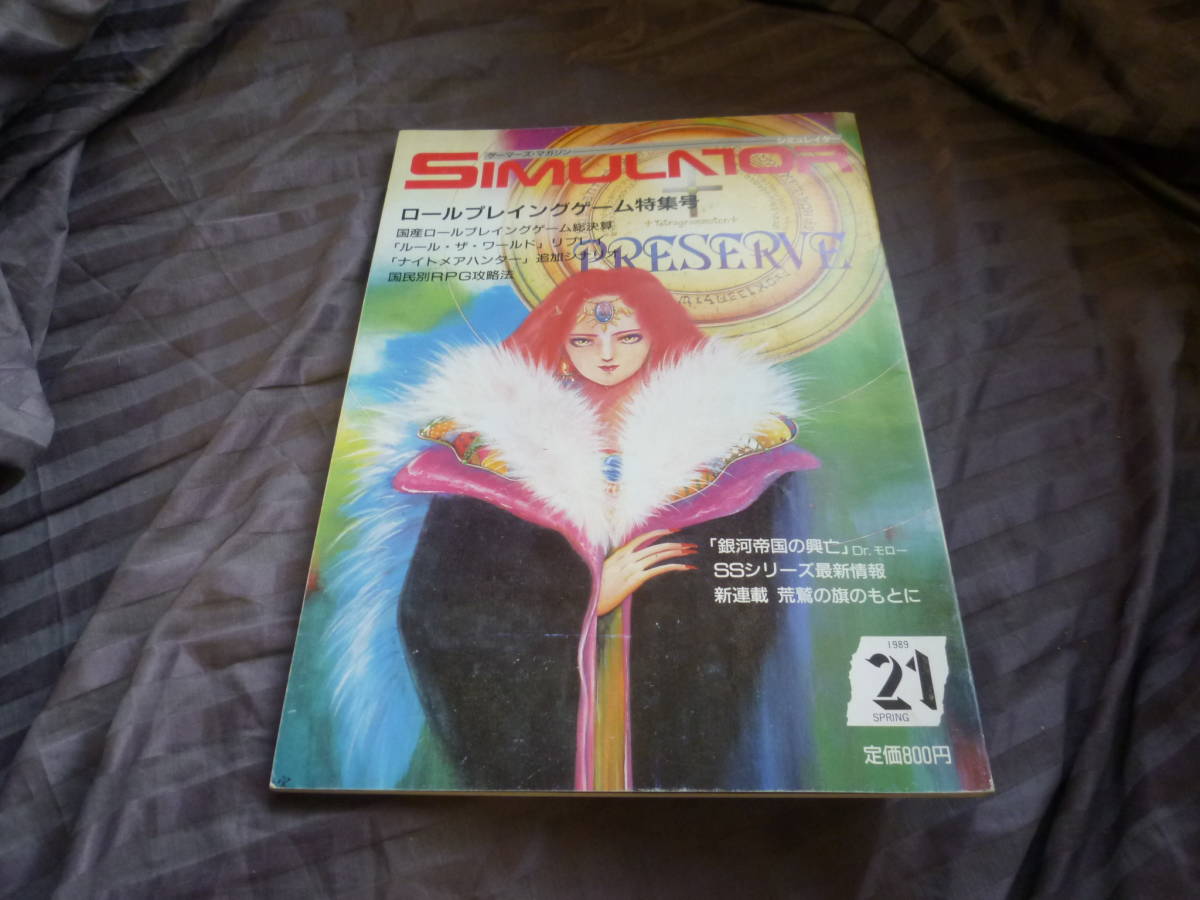 ゲーマーズ・マガジン
シミュレイター
SIMULATOR
ロールプレイングゲーム特集号
国産ロールプレイングゲーム総決算
「ルール・ザ・ワールド」リプ
「ナイトメアハンター」追加シナリオ
国民別RPG攻略法
+Tetragrammaton+
PRESERVE
「銀河帝国の興亡」Dr.モロー
SSシリーズ最新情報
新連載 荒鷲の旗のもとに
1989
21
SPRING
定価800円